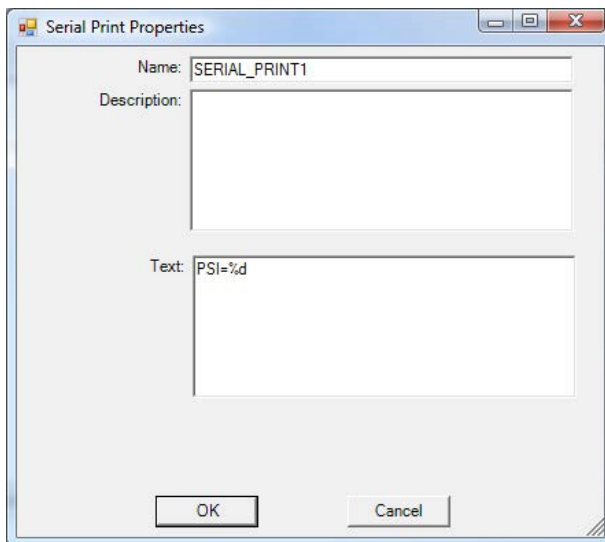 Serial Print Properties
Name: SERIAL_PRINT1
Description:
Text: PSI=%d
OK Cancel